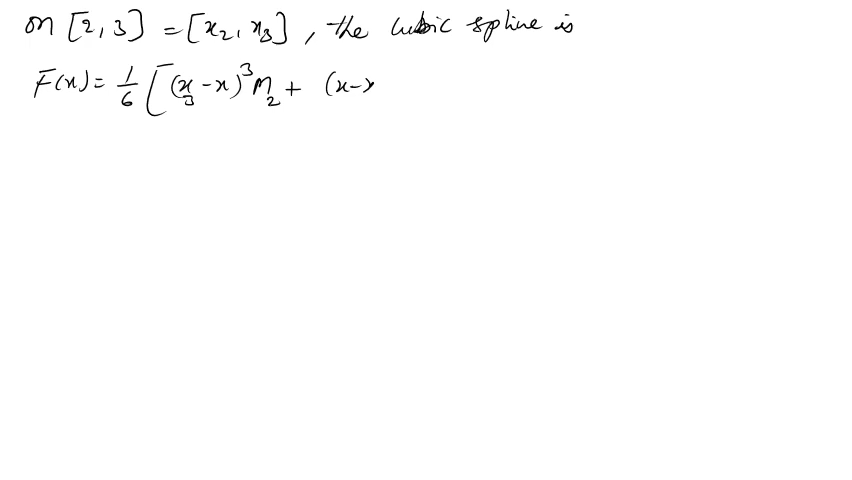 on [2, 3] = [x₂, x₃], the cubic spline is
F(x) = 1/6 [(x₃ - x)³ M₂ + (x-x